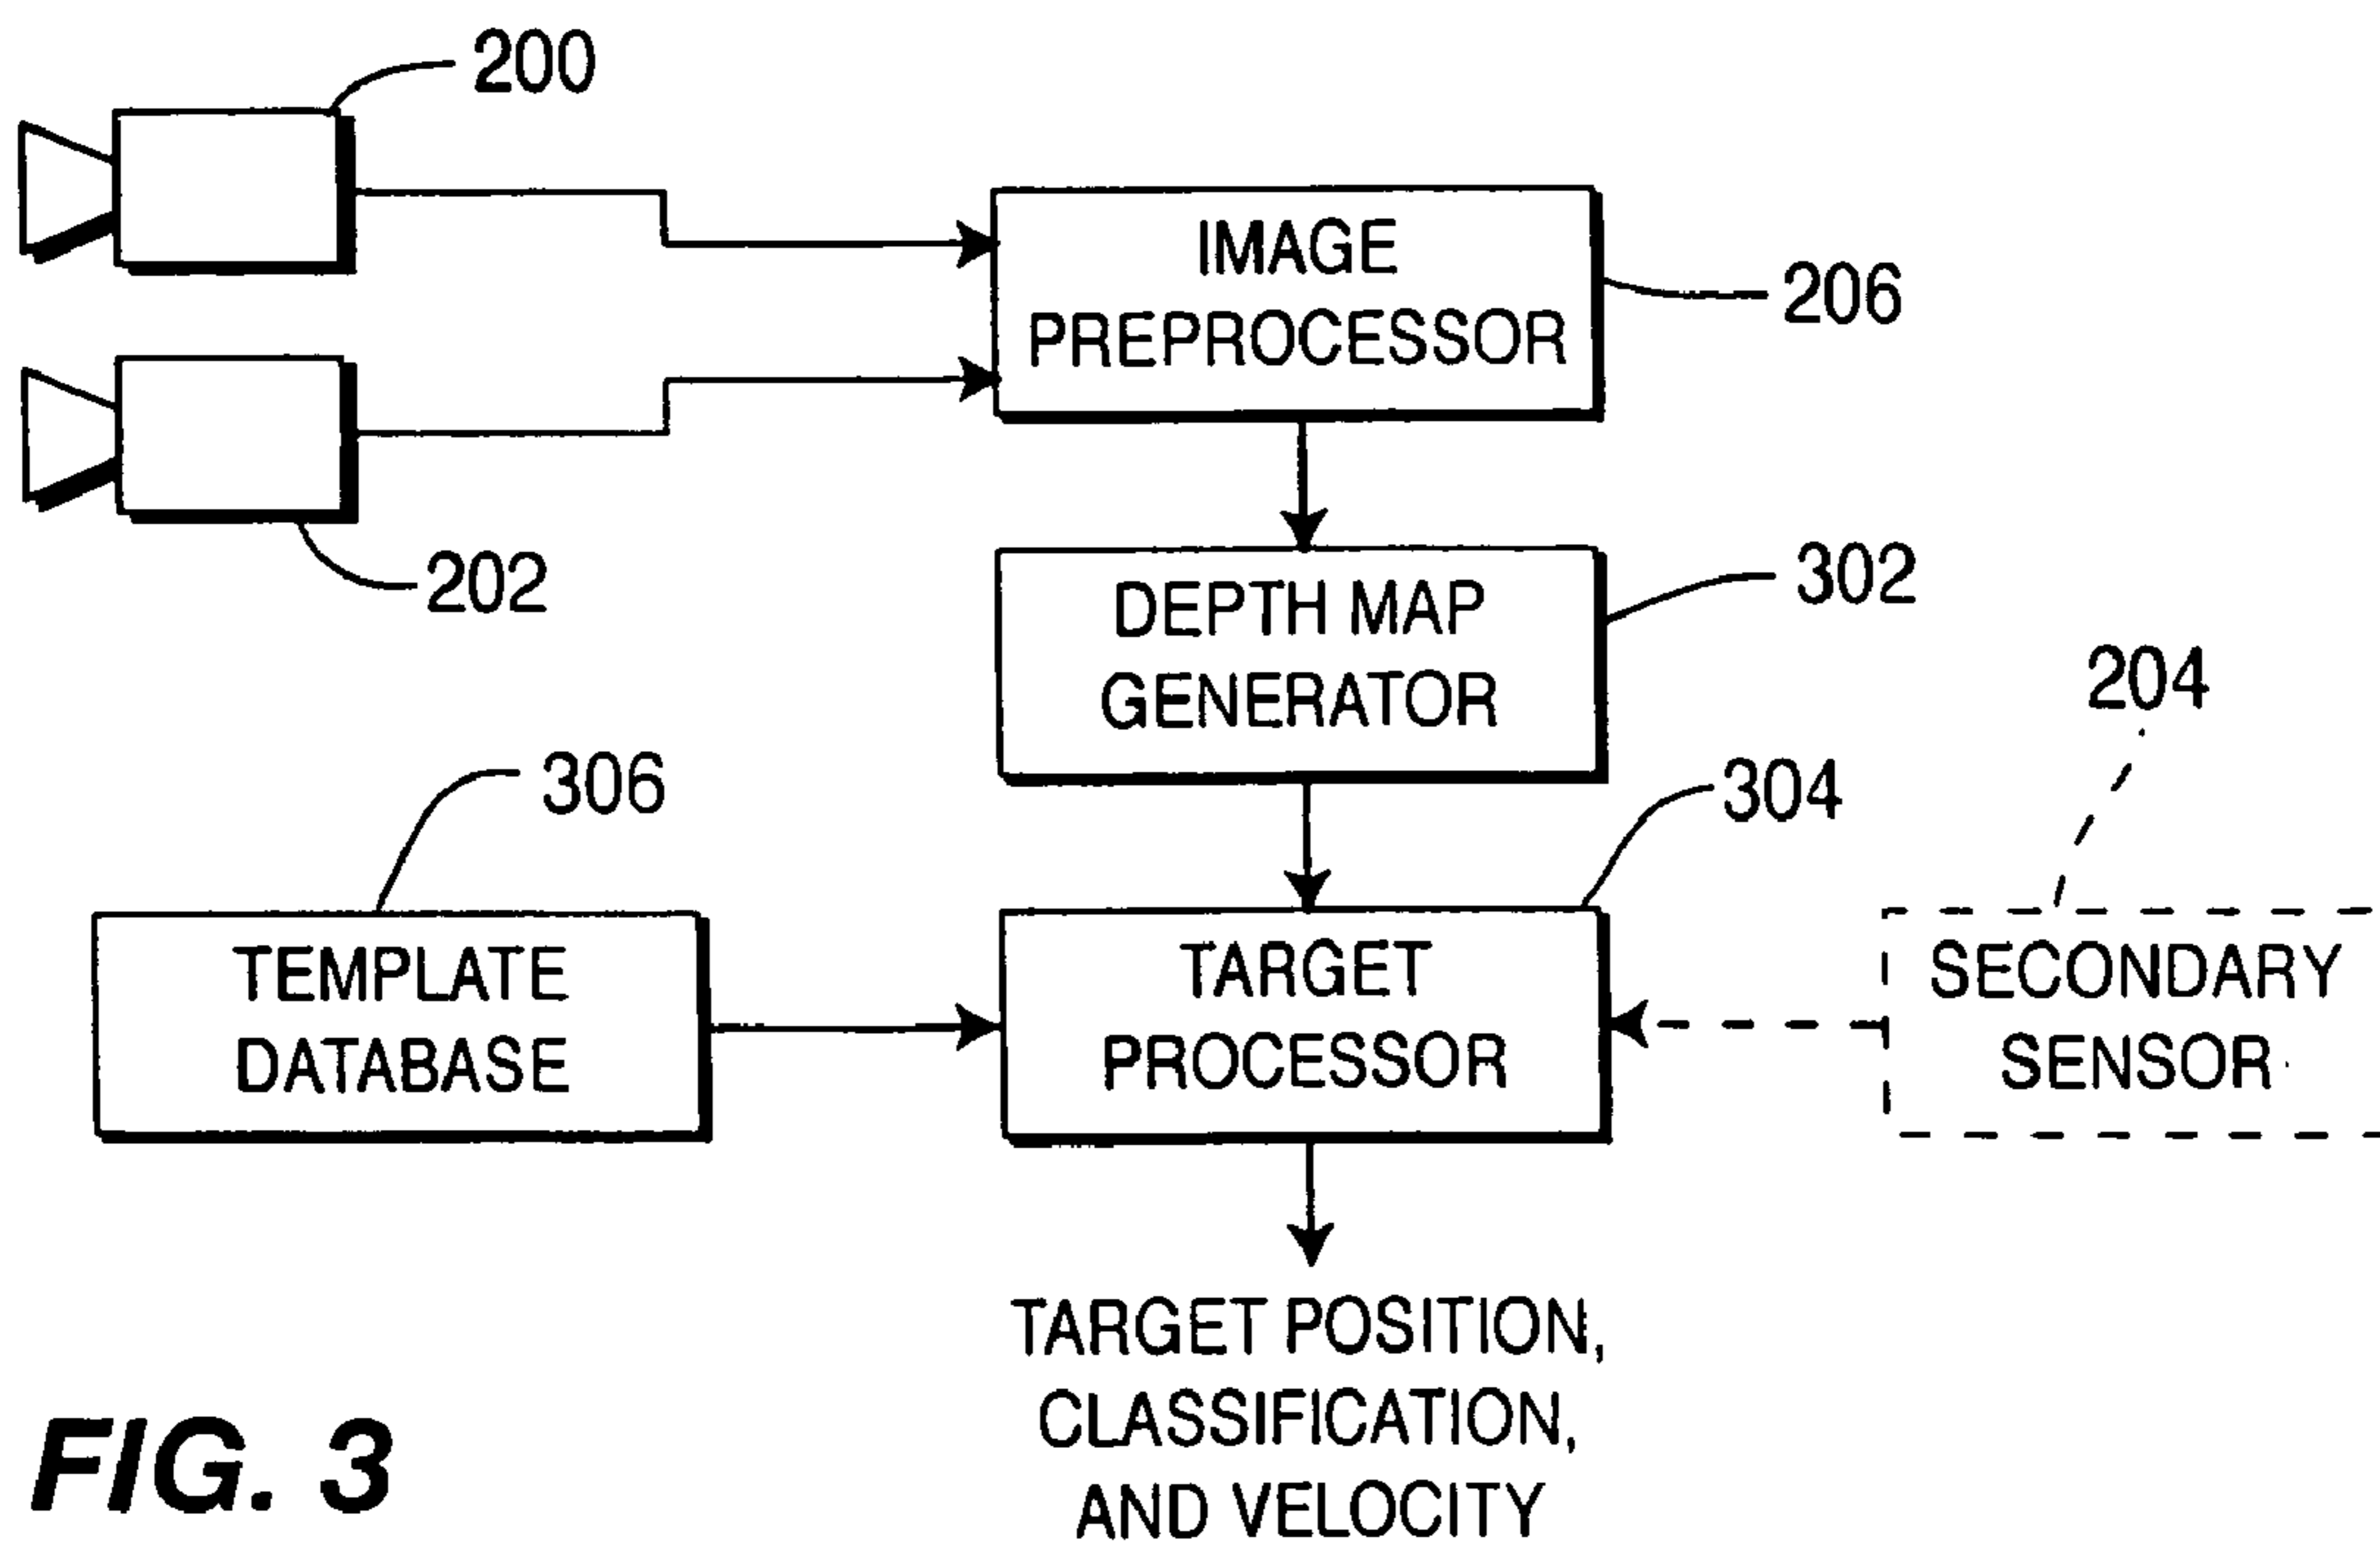 200
IMAGE
PREPROCESSOR
206
202
DEPTH MAP
GENERATOR
302
204
306
304
TEMPLATE
DATABASE
TARGET
PROCESSOR
SECONDARY
SENSOR
TARGET POSITION,
CLASSIFICATION,
AND VELOCITY
FIG. 3